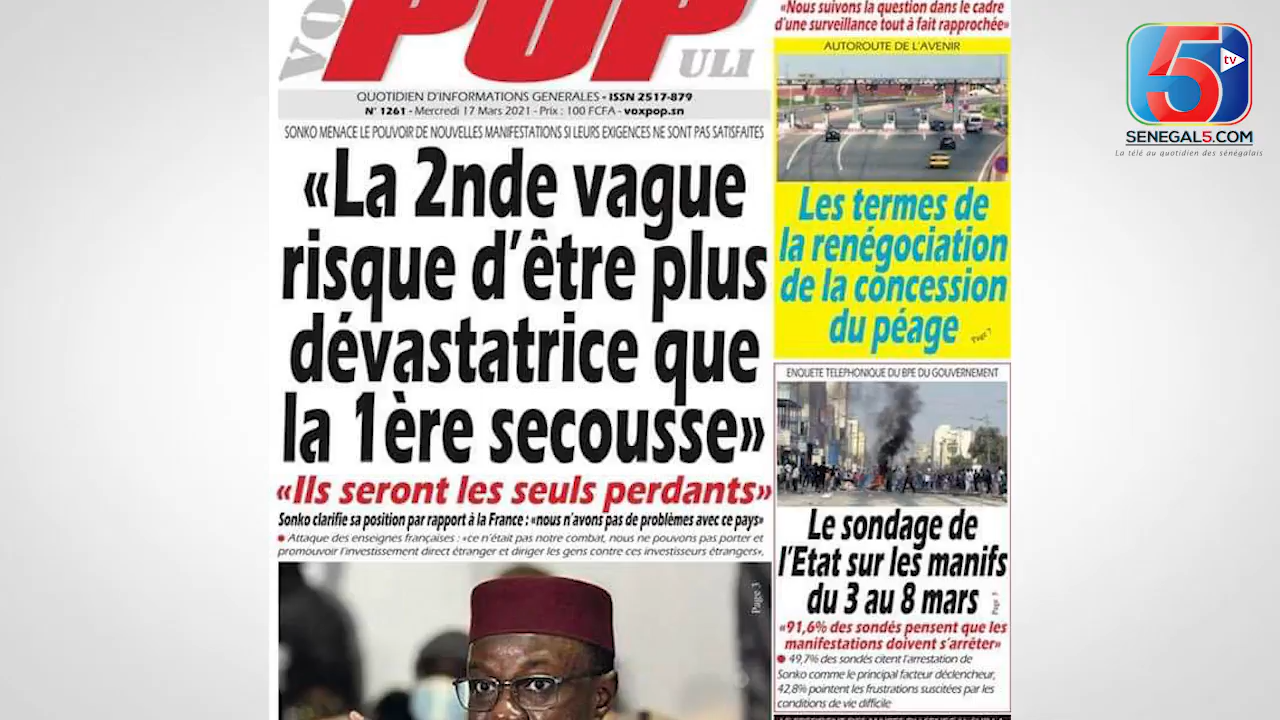 VO
POP
ULI
QUOTIDIEN D'INFORMATIONS GENERALES - ISSN 2517-879
N° 1261 - Mercredi 17 Mars 2021 - Prix : 100 FCFA - voxpop.sn
SONKO MENACE LE POUVOIR DE NOUVELLES MANIFESTATIONS SI LEURS EXIGENCES NE SONT PAS SATISFAITES
«La 2nde vague
risque d'être plus
dévastatrice que
la 1ère secousse»
«Ils seront les seuls perdants»
Sonko clarifie sa position par rapport à la France : «nous n'avons pas de problèmes avec ce pays»
Attaque des enseignes françaises : «ce n'était pas notre combat, nous ne pouvons pas porter et
promouvoir l'investissement direct étranger et diriger les gens contre ces investisseurs étrangers»,
Page 3
«Nous suivons la question dans le cadre
d'une surveillance tout à fait rapprochée»
AUTOROUTE DE L'AVENIR
Les termes de
la renégociation
de la concession
du péage
Page 7
ENQUETE TELEPHONIQUE DU BPE DU GOUVERNEMENT
Le sondage de
l'Etat sur les manifs
du 3 au 8 mars
«91,6% des sondés pensent que les
manifestations doivent s'arrêter»
49,7% des sondés citent l'arrestation de
Sonko comme le principal facteur déclencheur,
42,8% pointent les frustrations suscitées par les
conditions de vie difficile
5
tv
SENEGAL5.COM
La télé au quotidien des sénégalais